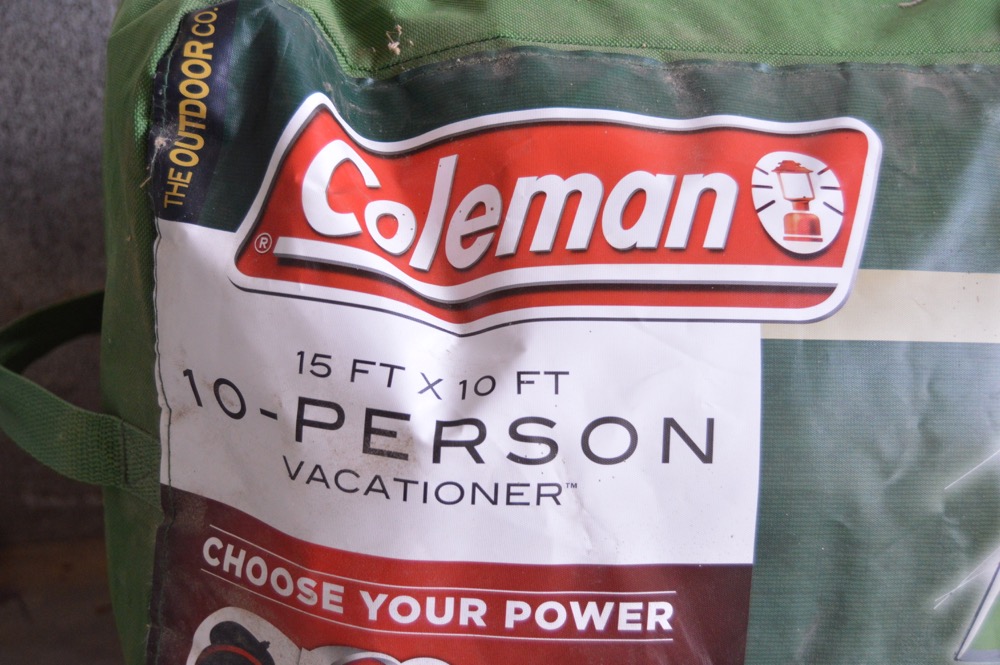 THE OUTDOOR CO.
Coleman
®
15 FT X 10 FT
10-PERSON
VACATIONER™
CHOOSE YOUR POWER